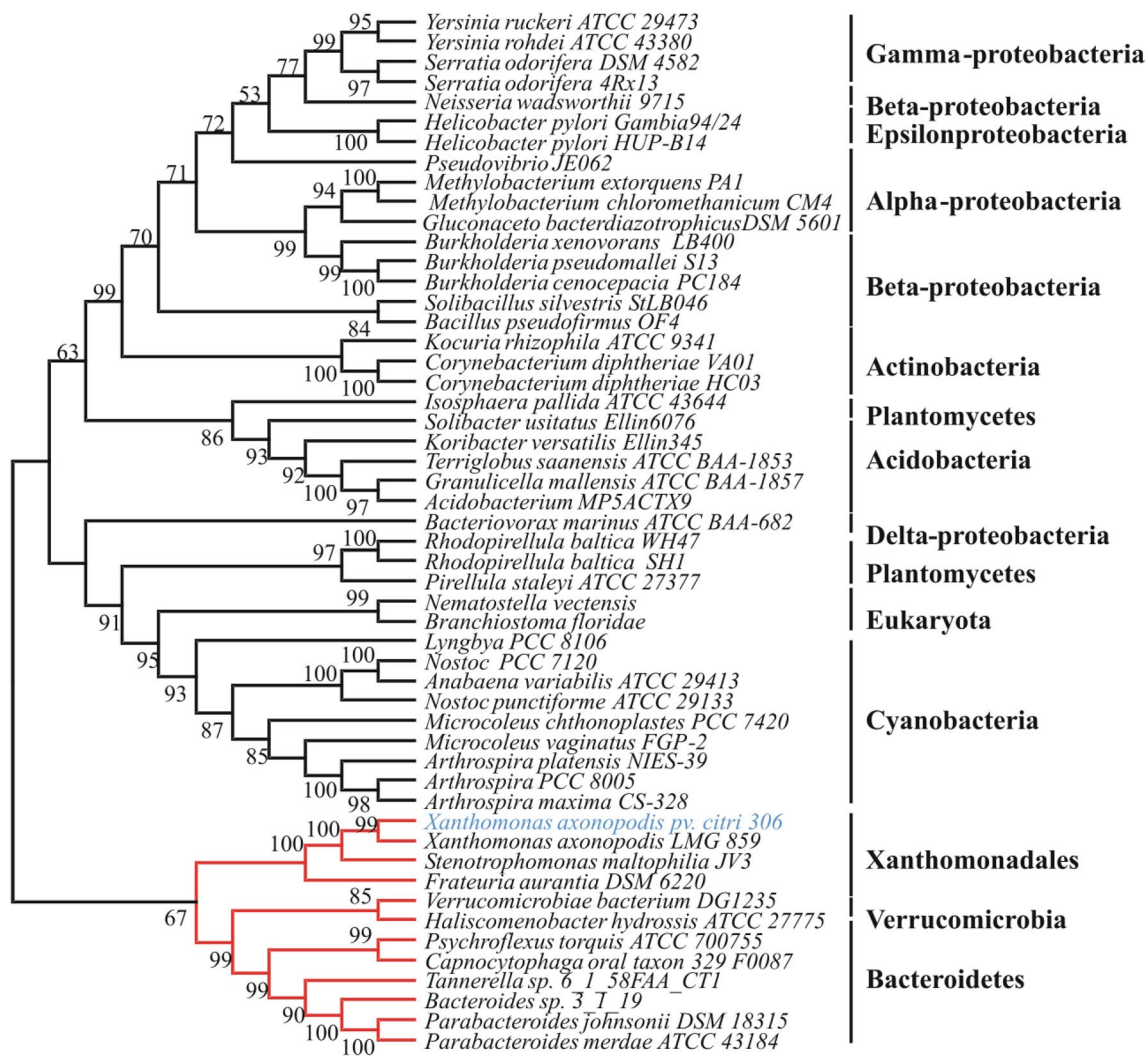 Yersinia ruckeri ATCC 29473
Yersinia rohdei ATCC 43380
Serratia odorifera DSM 4582
Serratia odorifera 4Rx13
Neisseria wadsworthii 9715
Helicobacter pylori Gambia94/24
Helicobacter pylori HUP-B14
Pseudovibrio JE062
Methylobacterium extorquens PA1
Methylobacterium chloromethanicum CM4
Gluconaceto bacterdiazotrophicusDSM 5601
Burkholderia xenovorans LB400
Burkholderia pseudomallei S13
Burkholderia cenocepacia PC184
Solibacillus silvestris StLB046
Bacillus pseudofirmus OF4
Kocuria rhizophila ATCC 9341
Corynebacterium diphtheriae VA01
Corynebacterium diphtheriae HC03
Isosphaera pallida ATCC 43644
Solibacter usitatus Ellin6076
Koribacter versatilis Ellin345
Terriglobus saanensis ATCC BAA-1853
Granulicella mallensis ATCC BAA-1857
Acidobacterium MP5ACTX9
Bacteriovorax marinus ATCC BAA-682
Rhodopirellula baltica WH47
Rhodopirellula baltica SH1
Pirellula staleyi ATCC 27377
Nematostella vectensis
Branchiostoma floridae
Lyngbya PCC 8106
Nostoc PCC 7120
Anabaena variabilis ATCC 29413
Nostoc punctiforme ATCC 29133
Microcoleus chthonoplastes PCC 7420
Microcoleus vaginatus FGP-2
Arthrospira platensis NIES-39
Arthrospira PCC 8005
Arthrospira maxima CS-328
Xanthomonas axonopodis pv. citri 306
Xanthomonas axonopodis LMG 859
Stenotrophomonas maltophilia JV3
Frateuria aurantia DSM 6220
Verrucomicrobiae bacterium DG1235
Haliscomenobacter hydrossis ATCC 27775
Psychroflexus torquis ATCC 700755
Capnocytophaga oral taxon 329 F0087
Tannerella sp. 6_1_58FAA_CT1
Bacteroides sp. 3_1_19
Parabacteroides johnsonii DSM 18315
Parabacteroides merdae ATCC 43184
Gamma-proteobacteria
Beta-proteobacteria
Epsilonproteobacteria
Alpha-proteobacteria
Beta-proteobacteria
Actinobacteria
Plantomycetes
Acidobacteria
Delta-proteobacteria
Plantomycetes
Eukaryota
Cyanobacteria
Xanthomonadales
Verrucomicrobia
Bacteroidetes
95
99
77
97
53
72
100
71
100
94
99
70
99
100
99
84
63
100
100
86
93
92
100
97
100
97
99
91
95
100
93
100
87
85
100
98
99
100
100
85
67
99
99
99
90
100
100